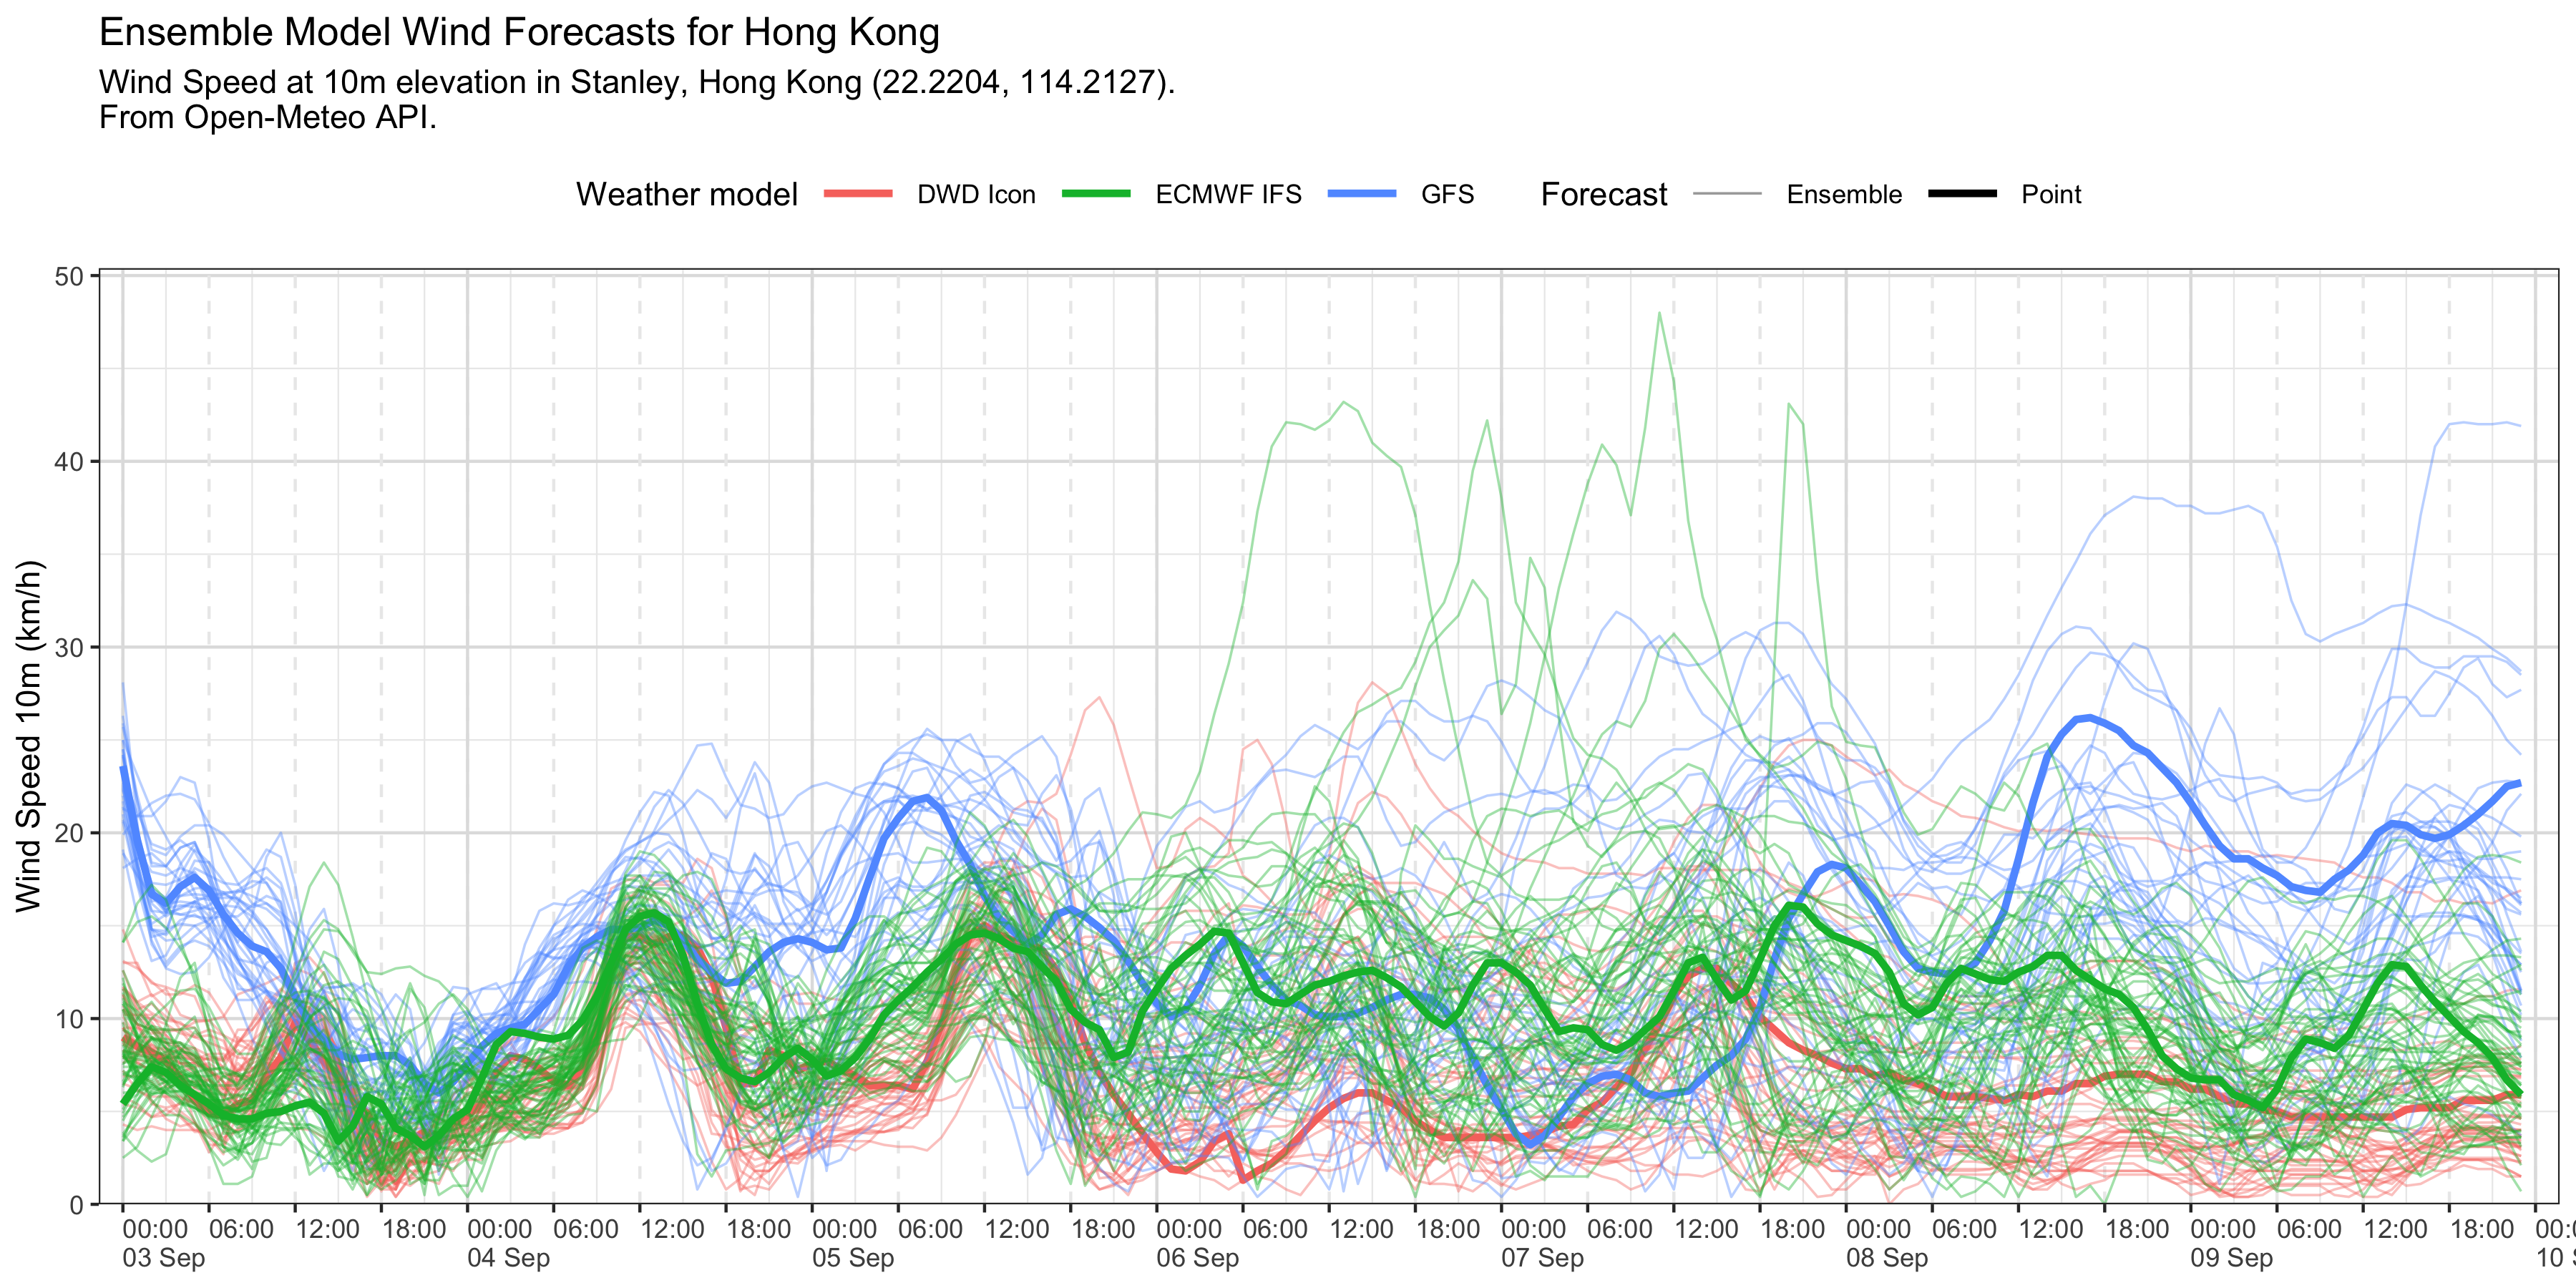 Ensemble Model Wind Forecasts for Hong Kong
Wind Speed at 10m elevation in Stanley, Hong Kong (22.2204, 114.2127).
From Open-Meteo API.
Weather model DWD Icon ECMWF IFS GFS Forecast Ensemble Point
50
40
30
20
10
0
Wind Speed 10m (km/h)
00:00 06:00 12:00 18:00 00:00 06:00 12:00 18:00 00:00 06:00 12:00 18:00 00:00 06:00 12:00 18:00 00:00 06:00 12:00 18:00 00:00 06:00 12:00 18:00 00:00 06:00 12:00 18:00 00:0
03 Sep 04 Sep 05 Sep 06 Sep 07 Sep 08 Sep 09 Sep 10 S